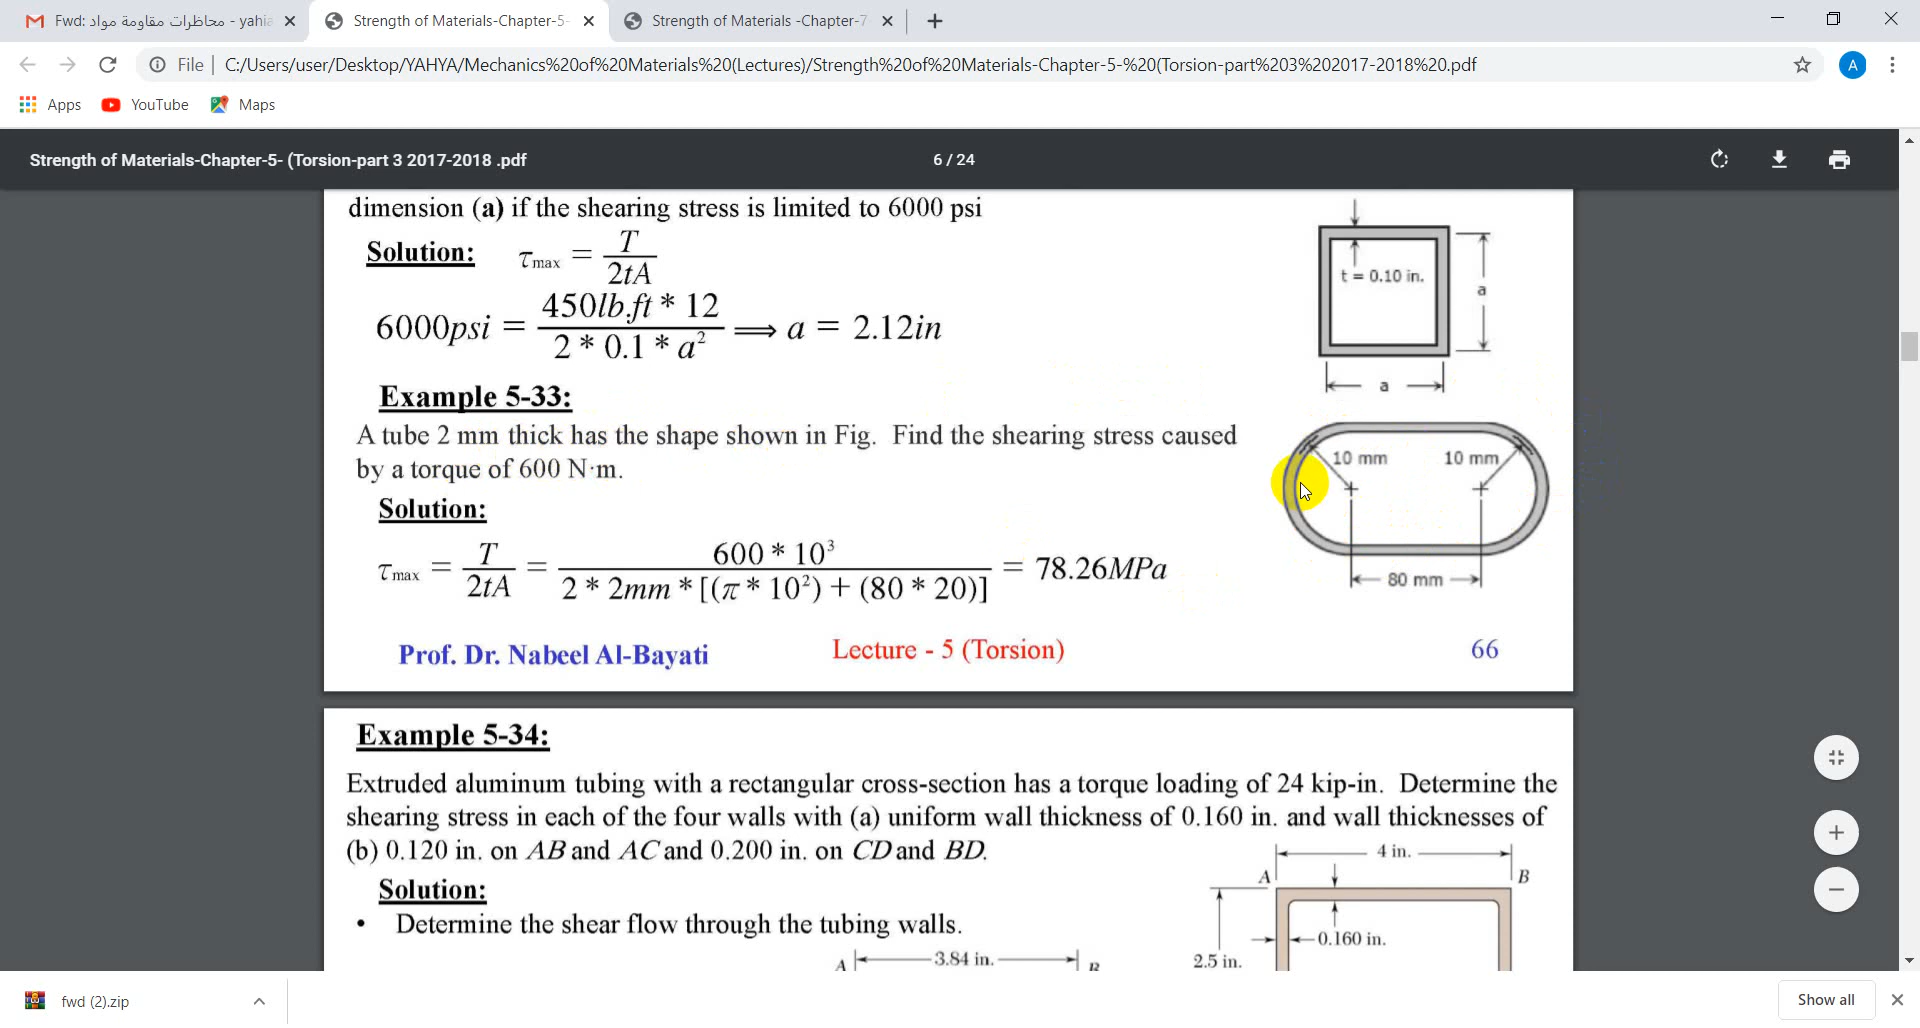 Fwd: محاظرات مقاومة مواد - yahia
Strength of Materials-Chapter-5-
Strength of Materials -Chapter-7
File | C:/Users/user/Desktop/YAHYA/Mechanics%20of%20Materials%20(Lectures)/Strength%20of%20Materials-Chapter-5-%20(Torsion-part%203%202017-2018%20.pdf
A
Apps YouTube Maps
Strength of Materials-Chapter-5- (Torsion-part 3 2017-2018 .pdf
6 / 24
dimension (a) if the shearing stress is limited to 6000 psi
Solution: τmax = T / 2tA
6000psi = 450lb.ft * 12 / 2 * 0.1 * a² ⟹ a = 2.12in
t = 0.10 in.
a
a
Example 5-33:
A tube 2 mm thick has the shape shown in Fig. Find the shearing stress caused
by a torque of 600 N·m.
10 mm 10 mm
80 mm
Solution:
τmax = T / 2tA = 600 * 10³ / 2 * 2mm * [(π * 10²) + (80 * 20)] = 78.26MPa
Prof. Dr. Nabeel Al-Bayati
Lecture - 5 (Torsion)
66
Example 5-34:
Extruded aluminum tubing with a rectangular cross-section has a torque loading of 24 kip-in. Determine the
shearing stress in each of the four walls with (a) uniform wall thickness of 0.160 in. and wall thicknesses of
(b) 0.120 in. on AB and AC and 0.200 in. on CD and BD.
4 in.
A B
Solution:
• Determine the shear flow through the tubing walls.
0.160 in.
2.5 in.
A 3.84 in. B
fwd (2).zip
Show all